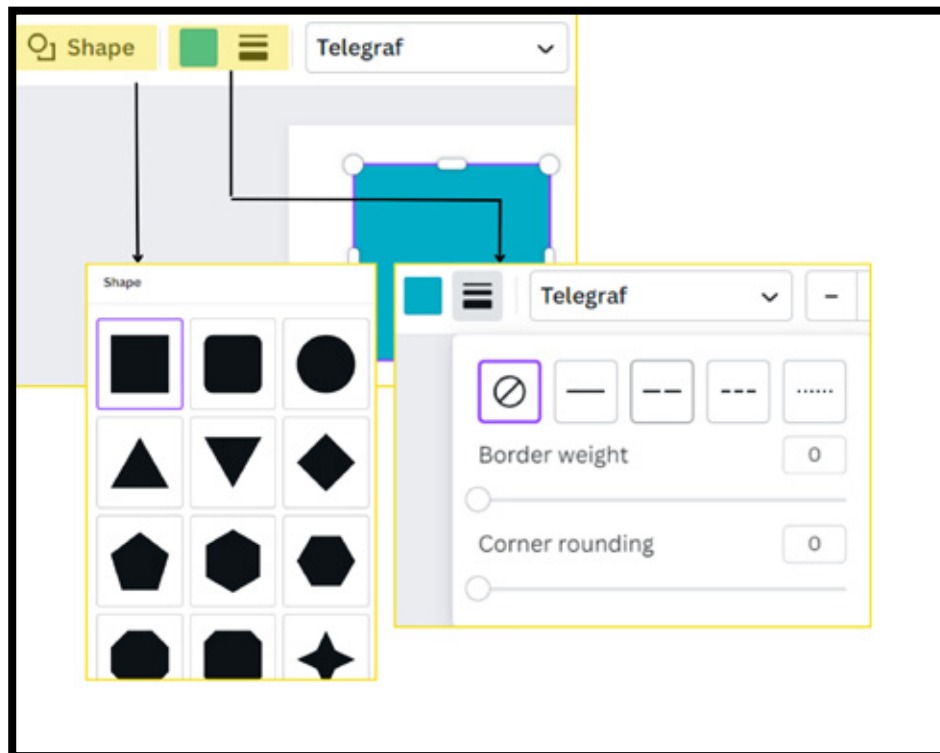 Shape
Telegraf
Shape
Telegraf
Border weight 0
Corner rounding 0